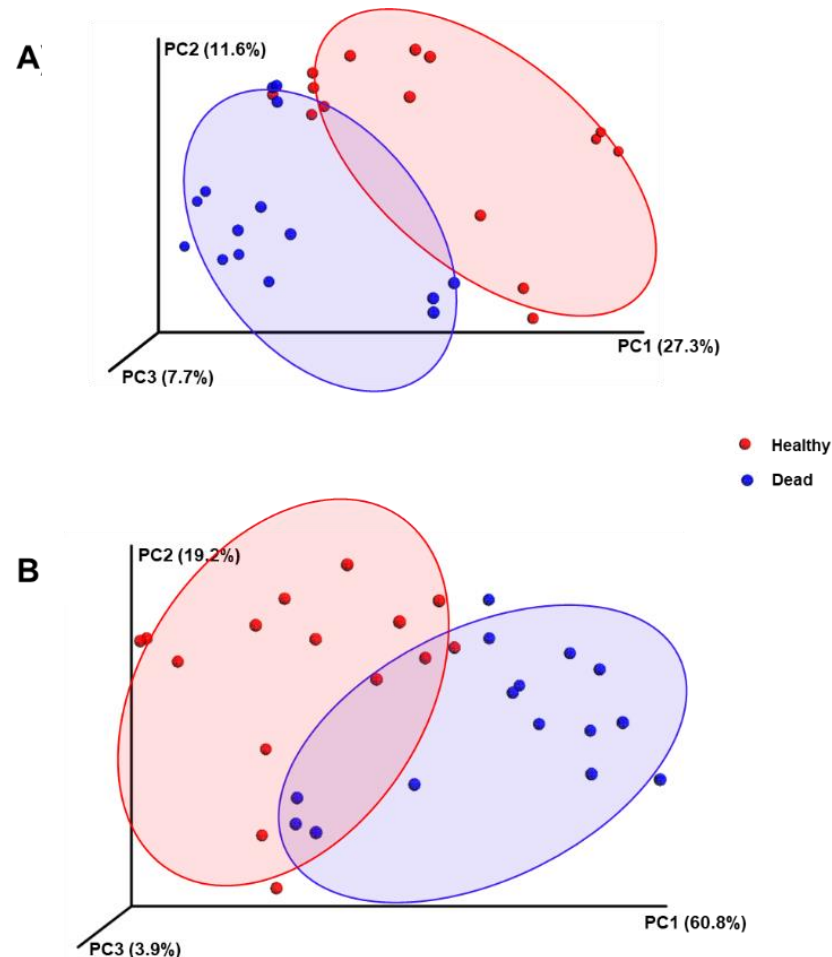 A)
PC2 (11.6%)
PC1 (27.3%)
PC3 (7.7%)
Healthy
Dead
B
PC2 (19.2%)
PC1 (60.8%)
PC3 (3.9%)